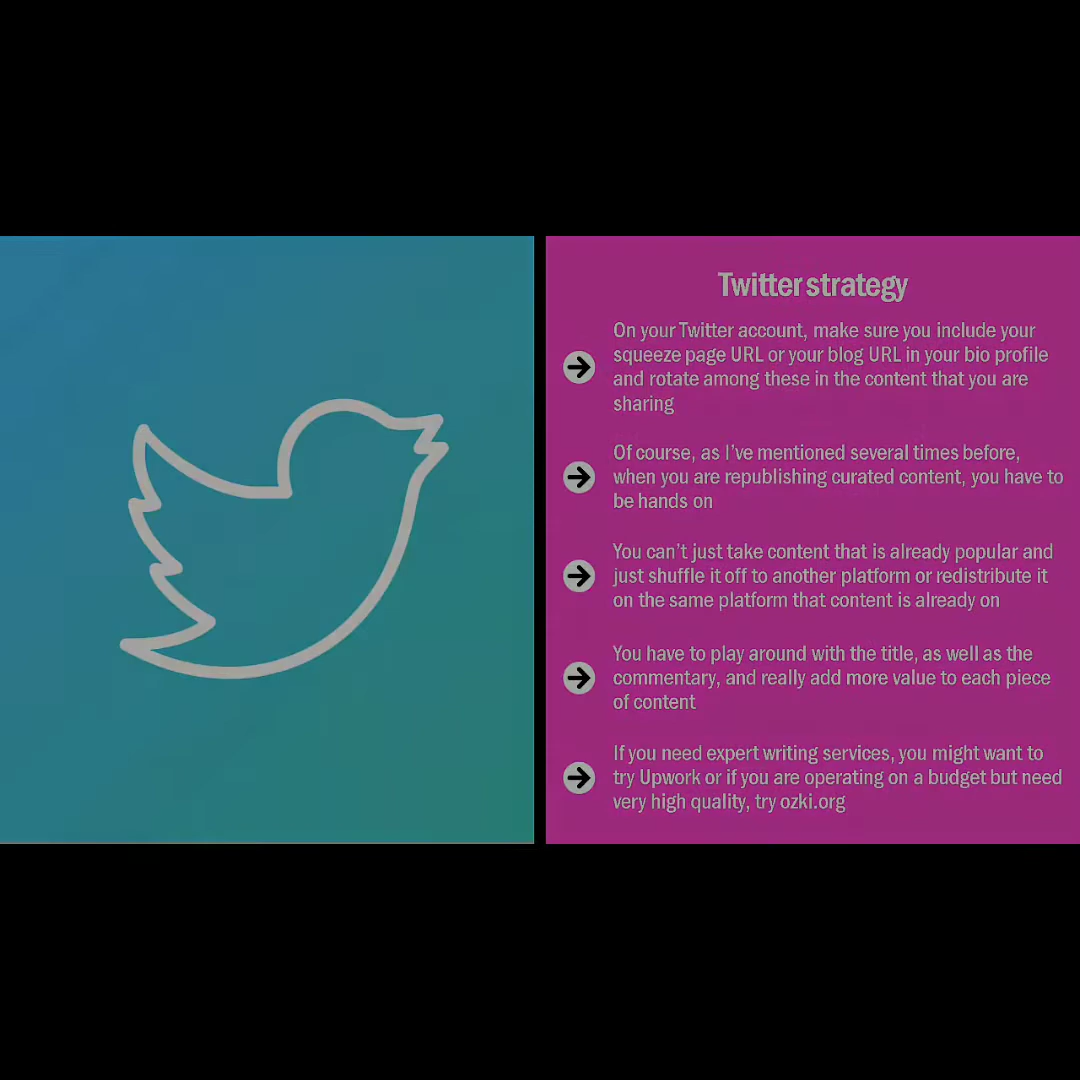 Twitter strategy
On your Twitter account, make sure you include your
squeeze page URL or your blog URL in your bio profile
and rotate among these in the content that you are
sharing
Of course, as I've mentioned several times before,
when you are republishing curated content, you have to
be hands on
You can't just take content that is already popular and
just shuffle it off to another platform or redistribute it
on the same platform that content is already on
You have to play around with the title, as well as the
commentary, and really add more value to each piece
of content
If you need expert writing services, you might want to
try Upwork or if you are operating on a budget but need
very high quality, try ozki.org